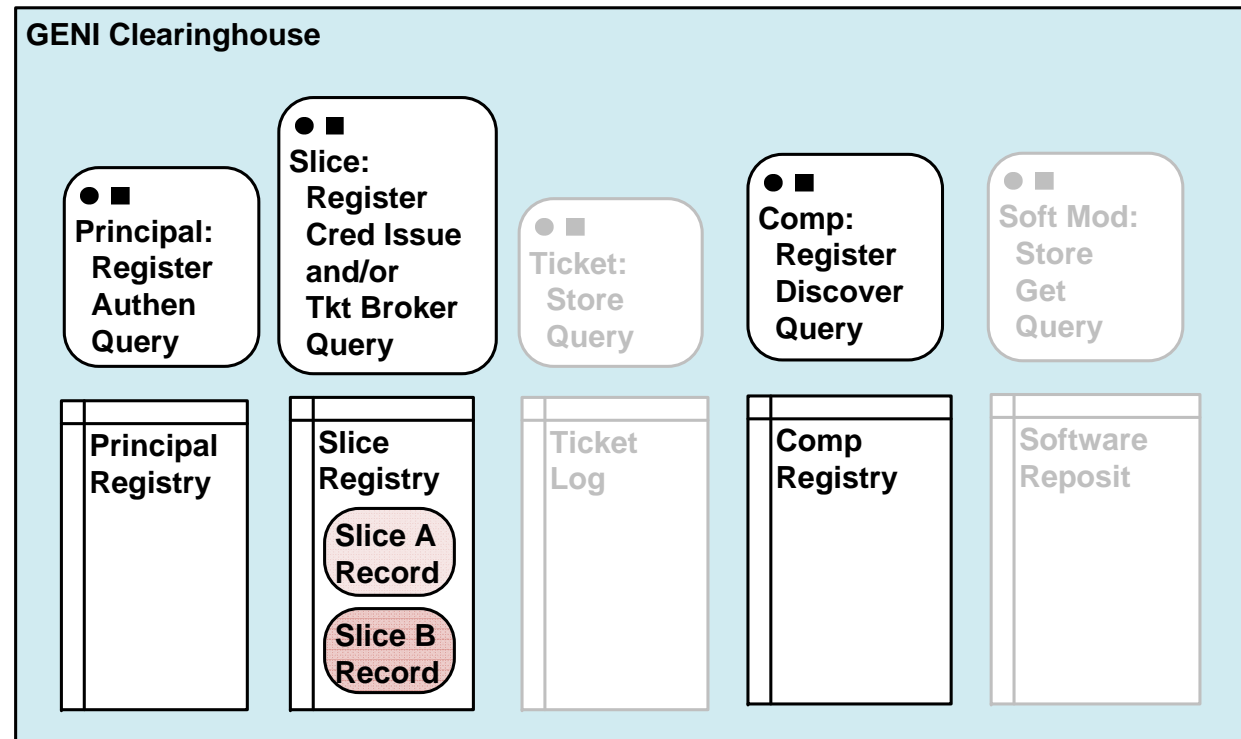 GENI Clearinghouse
Principal:
Register
Authen
Query
Slice:
Register
Cred Issue
and/or
Tkt Broker
Query
Ticket:
Store
Query
Comp:
Register
Discover
Query
Soft Mod:
Store
Get
Query
Principal
Registry
Slice
Registry
Slice A
Record
Slice B
Record
Ticket
Log
Comp
Registry
Software
Reposit